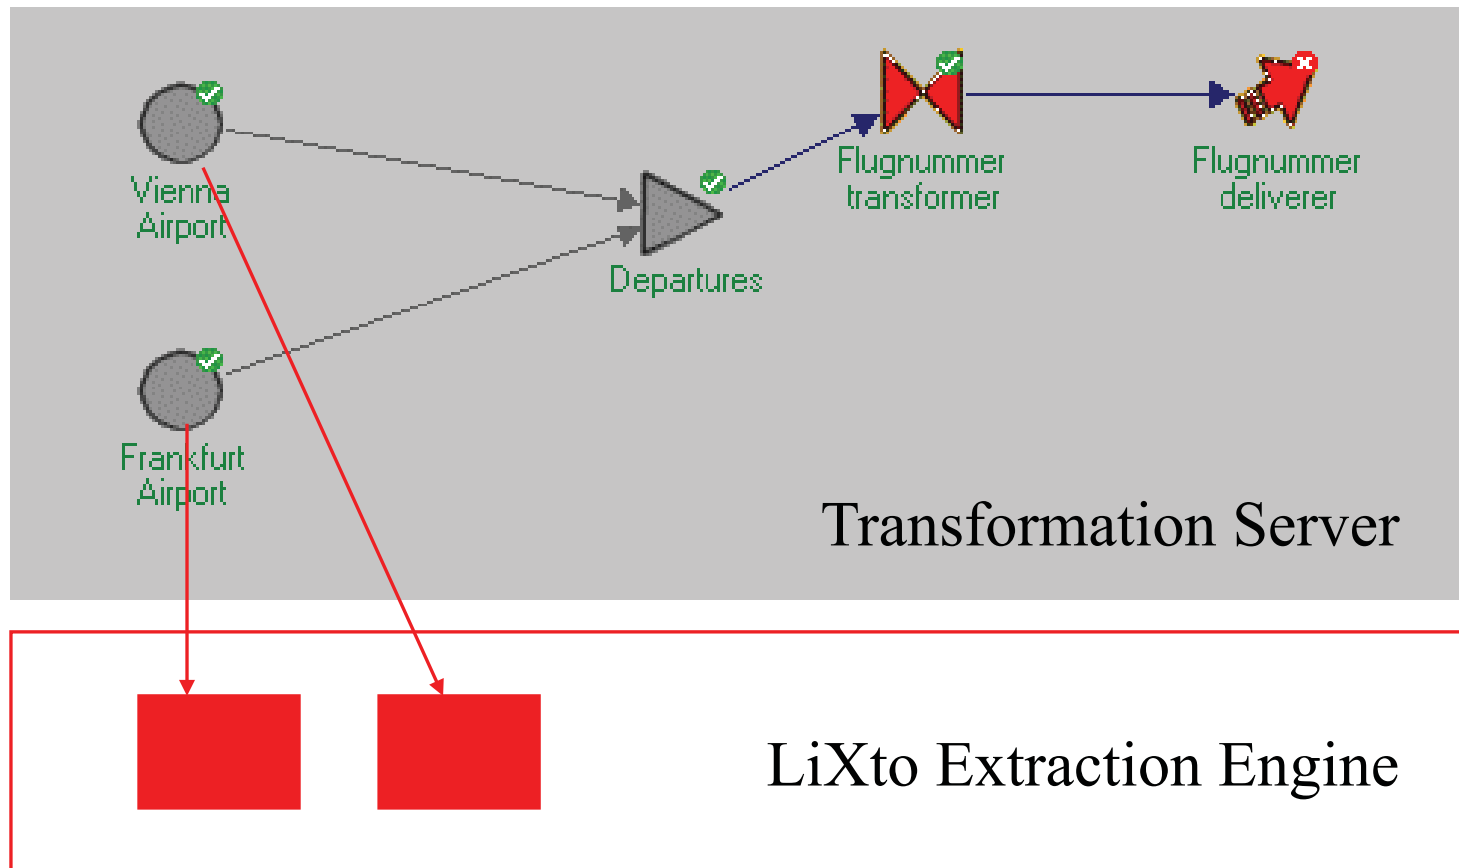 Vienna
Airport
Flugnummer
transformer
Flugnummer
deliverer
Departures
Frankfurt
Airport
Transformation Server
LiXto Extraction Engine